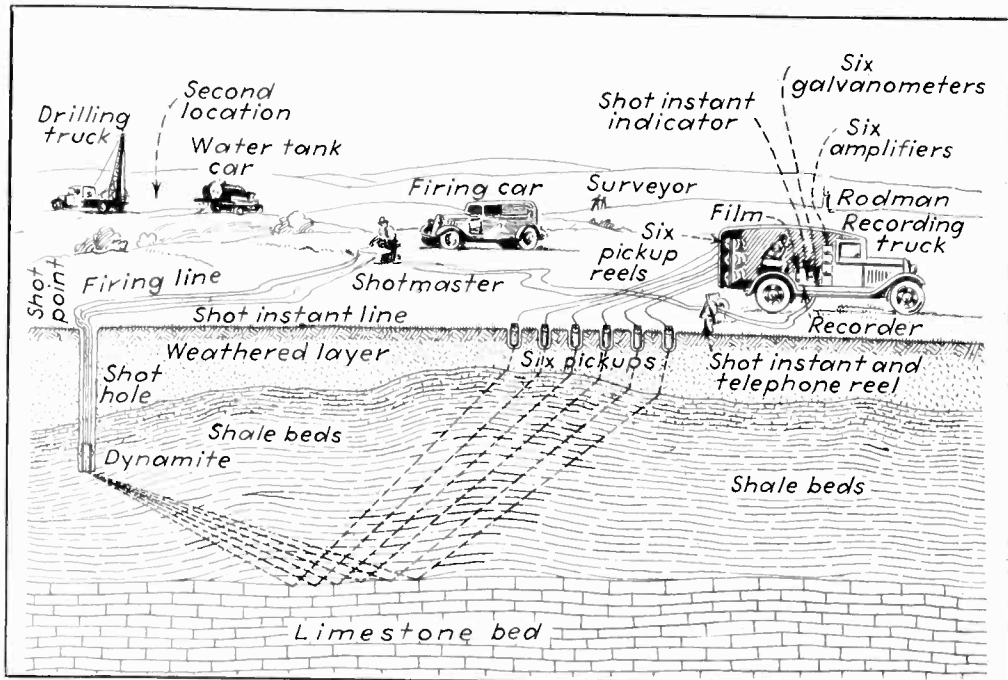 Six
galvanometers
Shot instant
indicator
Six
amplifiers
Second
location
Drilling
truck
Water tank
car
Firing car
Surveyor
Rodman
Film
Recording
truck
Six
pickup
reels
Shot
point
Firing line
Shotmaster
Shot instant line
Recorder
Weathered layer
Six pickups
Shot instant and
telephone reel
Shot
hole
Shale beds
Dynamite
Shale beds
Limestone bed